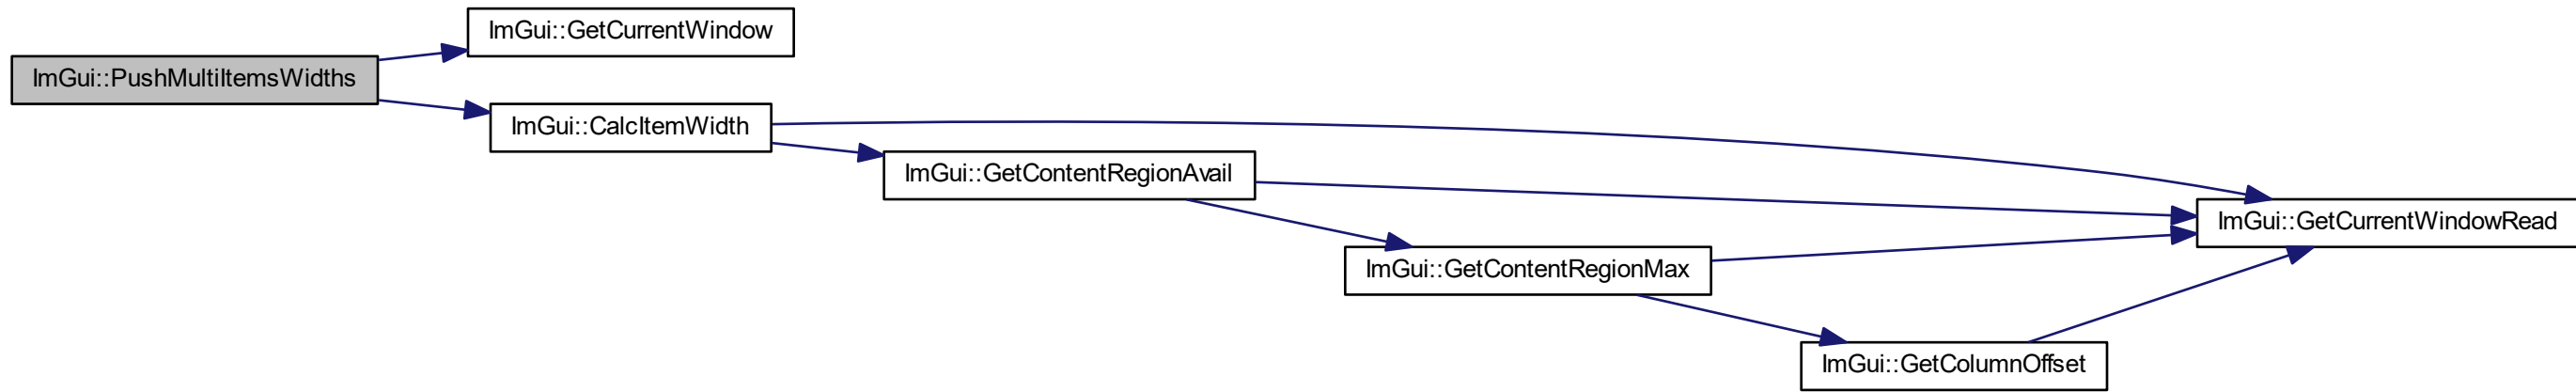 ImGui::GetCurrentWindow
ImGui::PushMultiItemsWidths
ImGui::CalcItemWidth
ImGui::GetContentRegionAvail
ImGui::GetCurrentWindowRead
ImGui::GetContentRegionMax
ImGui::GetColumnOffset